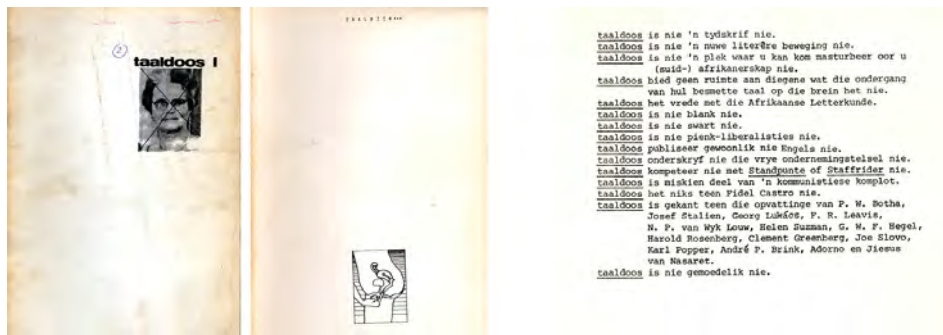 2
taaldoos I
taaldoos is nie 'n tydskrif nie.
taaldoos is nie 'n nuwe literêre beweging nie.
taaldoos is nie 'n plek waar u kan kom masturbeer oor u
(suid-) afrikanerskap nie.
taaldoos bied geen ruimte aan diegene wat die ondergang
van hul besmette taal op die brein het nie.
taaldoos het vrede met die Afrikaanse Letterkunde.
taaldoos is nie blank nie.
taaldoos is nie swart nie.
taaldoos is nie pienk-liberalisties nie.
taaldoos publiseer gewoonlik nie Engels nie.
taaldoos onderskryf nie die vrye ondernemingstelsel nie.
taaldoos kompeteer nie met Standpunte of Staffrider nie.
taaldoos is miskien deel van 'n kommunistiese komplot.
taaldoos het niks teen Fidel Castro nie.
taaldoos is gekant teen die opvattinge van P. W. Botha,
Josef Stalien, Georg Lukács, F. R. Leavis,
N. P. van Wyk Louw, Helen Suzman, G. W. F. Hegel,
Harold Rosenberg, Clement Greenberg, Joe Slovo,
Karl Popper, André P. Brink, Adorno en Jiesus
van Nasaret.
taaldoos is nie gemoedelik nie.